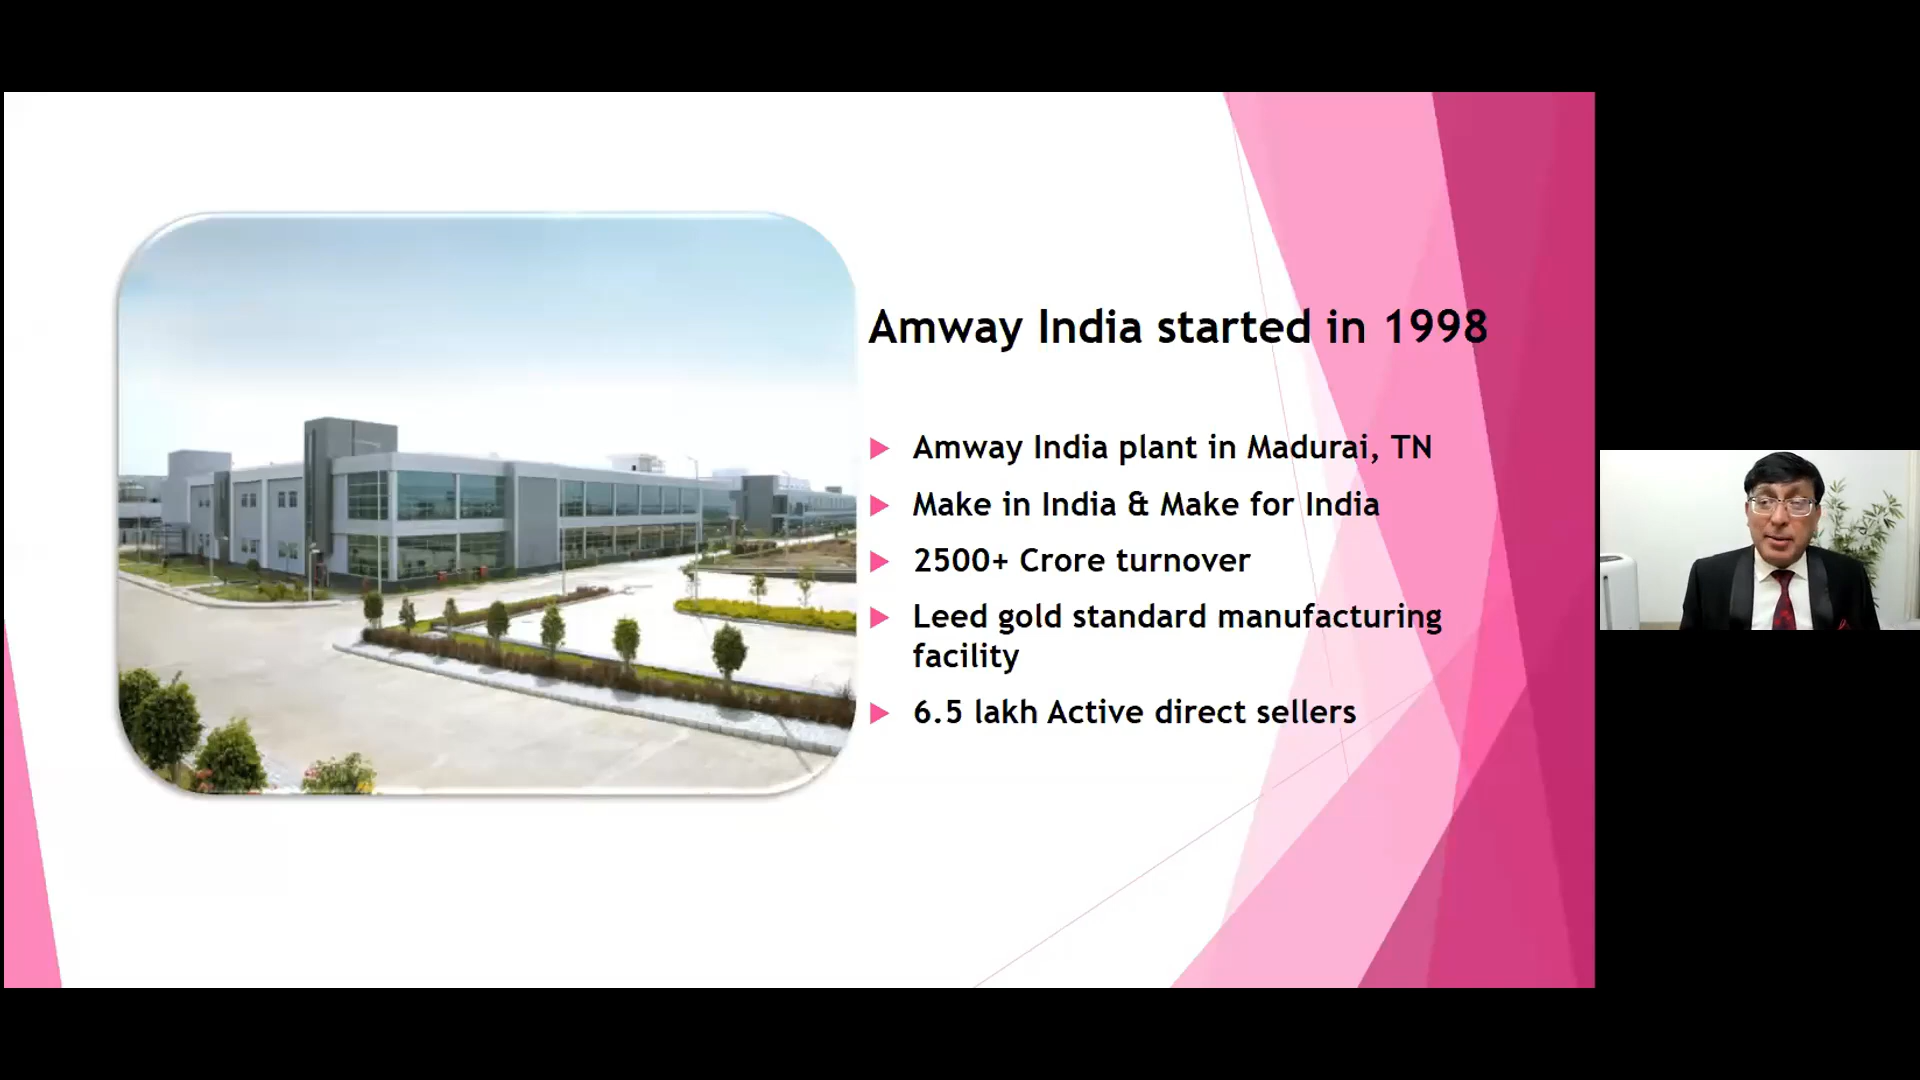 Amway India started in 1998
Amway India plant in Madurai, TN
Make in India & Make for India
2500+ Crore turnover
Leed gold standard manufacturing
facility
6.5 lakh Active direct sellers